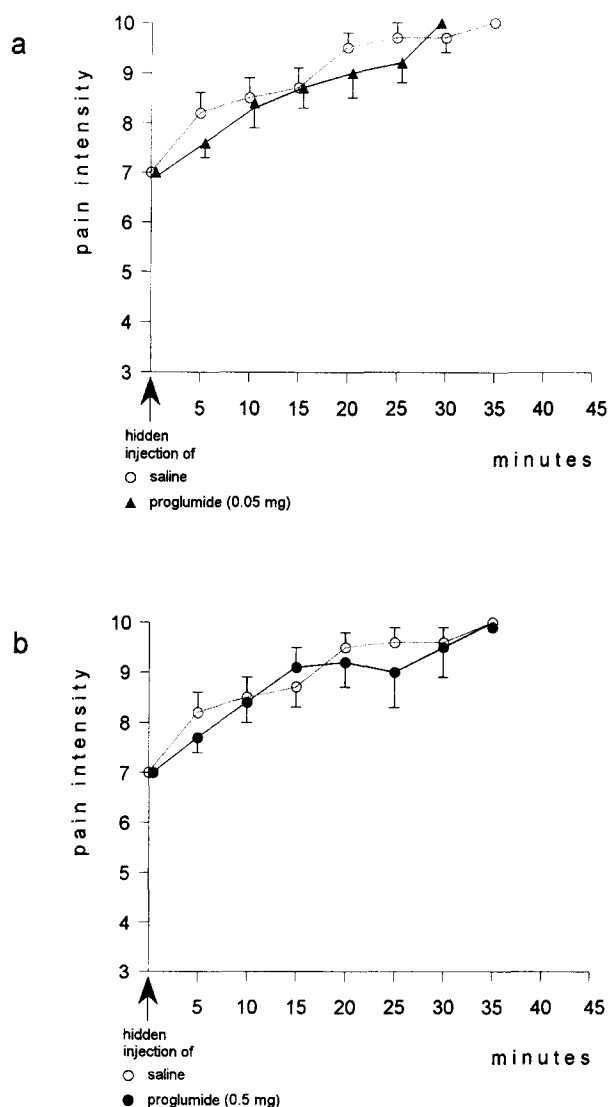 a
10
9
8
7
6
5
4
3
pain intensity
5 10 15 20 25 30 35 40 45
minutes
hidden
injection of
saline
proglumide (0.05 mg)
b
10
9
8
7
6
5
4
3
pain intensity
5 10 15 20 25 30 35 40 45
minutes
hidden
injection of
saline
proglumide (0.5 mg)